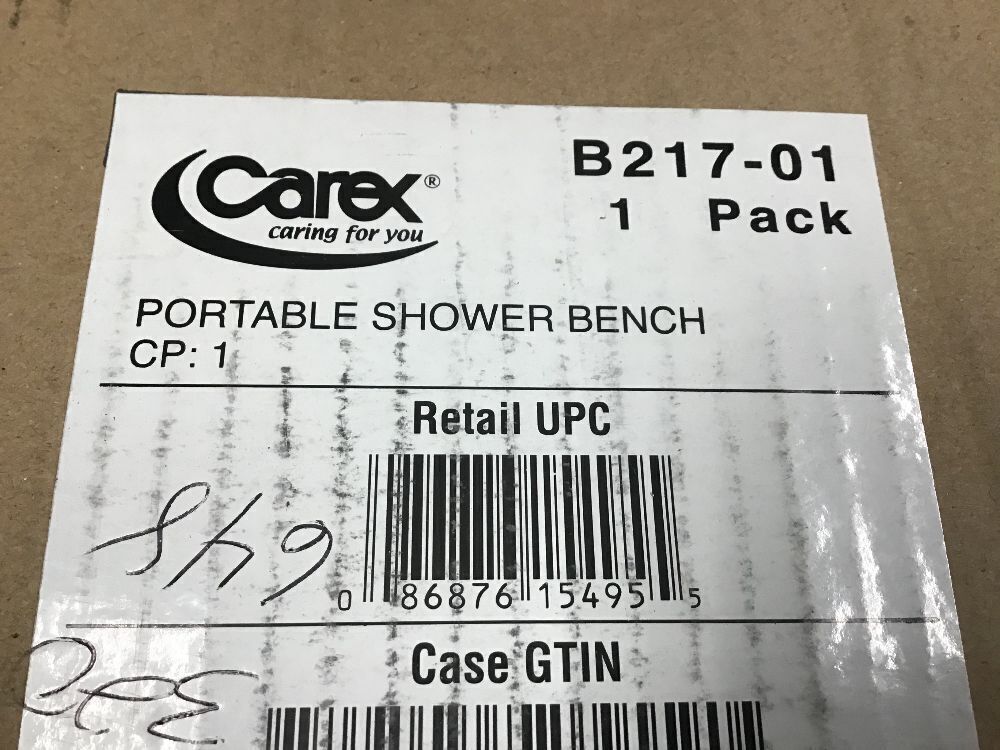 Carex®
caring for you
B217-01
1 Pack
PORTABLE SHOWER BENCH
CP: 1
Retail UPC
0 86876 15495 5
Case GTIN